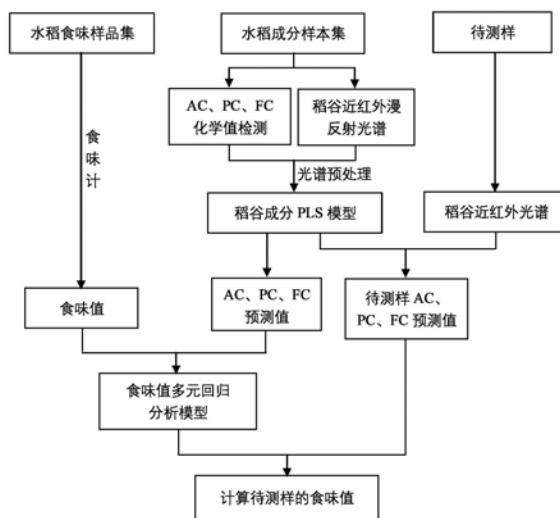 水稻食味样品集
水稻成分样本集
待测样
AC、PC、FC
化学值检测
稻谷近红外漫
反射光谱
食
味
计
光谱预处理
稻谷成分 PLS 模型
稻谷近红外光谱
食味值
AC、PC、FC
预测值
待测样 AC、
PC、FC 预测值
食味值多元回归
分析模型
计算待测样的食味值